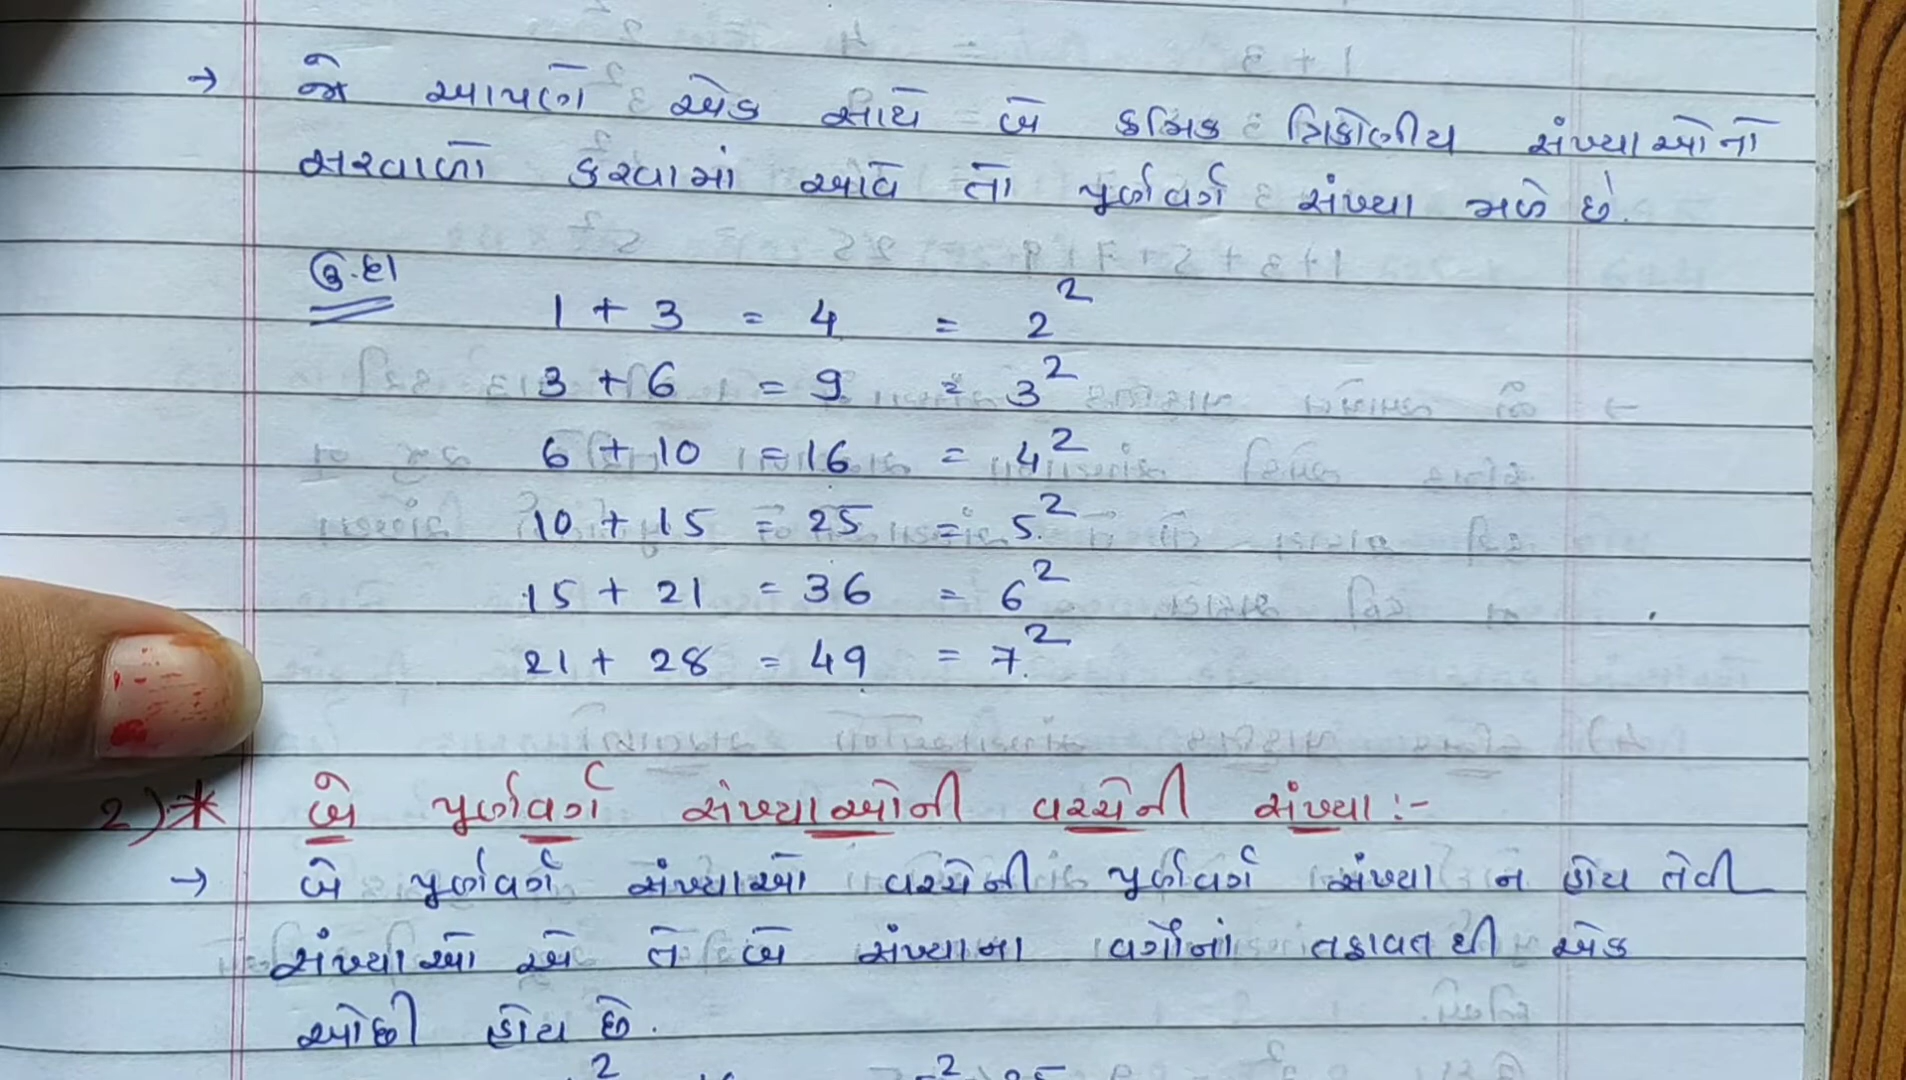 → જો આપણે એક સાથે બે ક્રમિક ત્રિકોણીય સંખ્યાઓનો
સરવાળો કરવામાં આવે તો પૂર્ણવર્ગ સંખ્યા મળે છે.
ઉ.દા
1 + 3 = 4 = 2²
3 + 6 = 9 = 3²
6 + 10 = 16 = 4²
10 + 15 = 25 = 5²
15 + 21 = 36 = 6²
21 + 28 = 49 = 7²
2) * બે પૂર્ણવર્ગ સંખ્યાઓની વચ્ચેની સંખ્યા :-
→ બે પૂર્ણવર્ગ સંખ્યાઓ વચ્ચેની પૂર્ણવર્ગ સંખ્યા ન હોય તેવી
સંખ્યાઓ એ તે બે સંખ્યાના વર્ગોનાં તફાવતથી એક
ઓછી હોય છે.